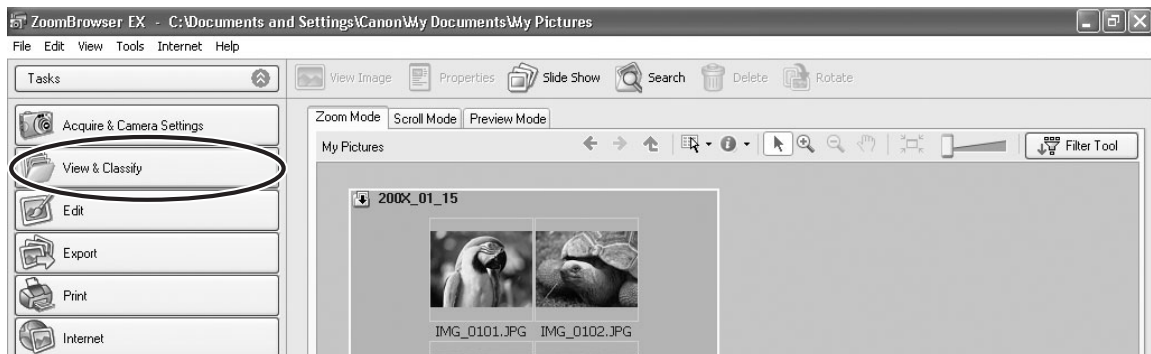 ZoomBrowser EX - C:\Documents and Settings\Canon\My Documents\My Pictures
File Edit View Tools Internet Help
Tasks
View Image Properties Slide Show Search Delete Rotate
Acquire & Camera Settings
View & Classify
Edit
Export
Print
Internet
Zoom Mode Scroll Mode Preview Mode
My Pictures
Filter Tool
200X_01_15
IMG_0101.JPG IMG_0102.JPG